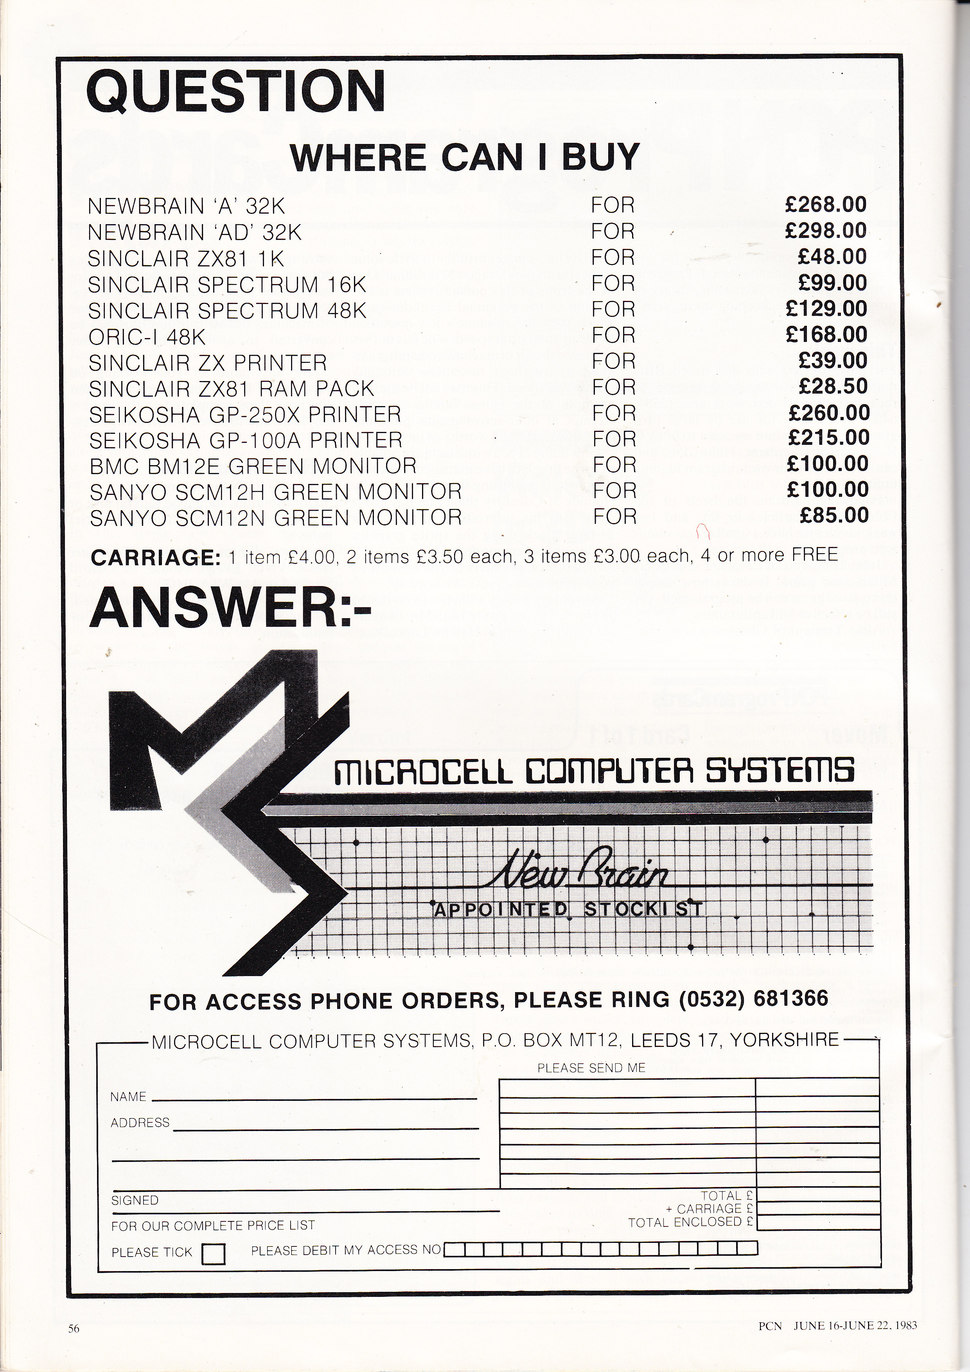 QUESTION
WHERE CAN I BUY
NEWBRAIN 'A' 32K FOR £268.00
NEWBRAIN 'AD' 32K FOR £298.00
SINCLAIR ZX81 1K FOR £48.00
SINCLAIR SPECTRUM 16K FOR £99.00
SINCLAIR SPECTRUM 48K FOR £129.00
ORIC-I 48K FOR £168.00
SINCLAIR ZX PRINTER FOR £39.00
SINCLAIR ZX81 RAM PACK FOR £28.50
SEIKOSHA GP-250X PRINTER FOR £260.00
SEIKOSHA GP-100A PRINTER FOR £215.00
BMC BM12E GREEN MONITOR FOR £100.00
SANYO SCM12H GREEN MONITOR FOR £100.00
SANYO SCM12N GREEN MONITOR FOR £85.00
CARRIAGE: 1 item £4.00, 2 items £3.50 each, 3 items £3.00 each, 4 or more FREE
ANSWER:-
MICROCELL COMPUTER SYSTEMS
New Brain
APPOINTED STOCKIST
FOR ACCESS PHONE ORDERS, PLEASE RING (0532) 681366
MICROCELL COMPUTER SYSTEMS, P.O. BOX MT12, LEEDS 17, YORKSHIRE
PLEASE SEND ME
NAME
ADDRESS
SIGNED
TOTAL £
+ CARRIAGE £
FOR OUR COMPLETE PRICE LIST
TOTAL ENCLOSED £
PLEASE TICK
PLEASE DEBIT MY ACCESS NO
56
PCN JUNE 16-JUNE 22, 1983